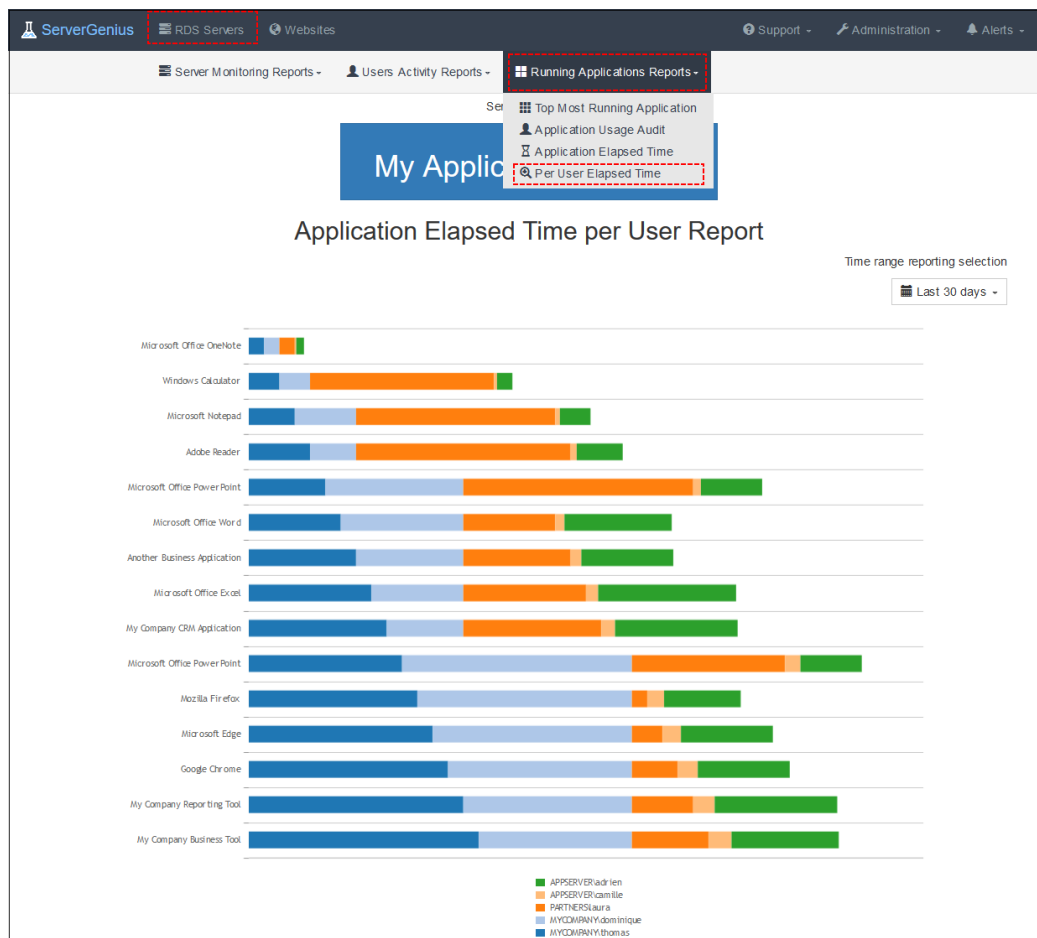 ServerGenius RDS Servers Websites Support Administration Alerts
Server Monitoring Reports Users Activity Reports Running Applications Reports
Top Most Running Application
Application Usage Audit
Application Elapsed Time
Per User Elapsed Time
Application Elapsed Time per User Report
Time range reporting selection
Last 30 days
Microsoft Office OneNote
Windows Calculator
Microsoft Notepad
Adobe Reader
Microsoft Office PowerPoint
Microsoft Office Word
Another Business Application
Microsoft Office Excel
My Company CRM Application
Microsoft Office PowerPoint
Mozilla Firefox
Microsoft Edge
Google Chrome
My Company Reporting Tool
My Company Business Tool
APPSERVER\adrien
APPSERVER\camille
PARTNERS\laura
MYCOMPANY\dominique
MYCOMPANY\thomas